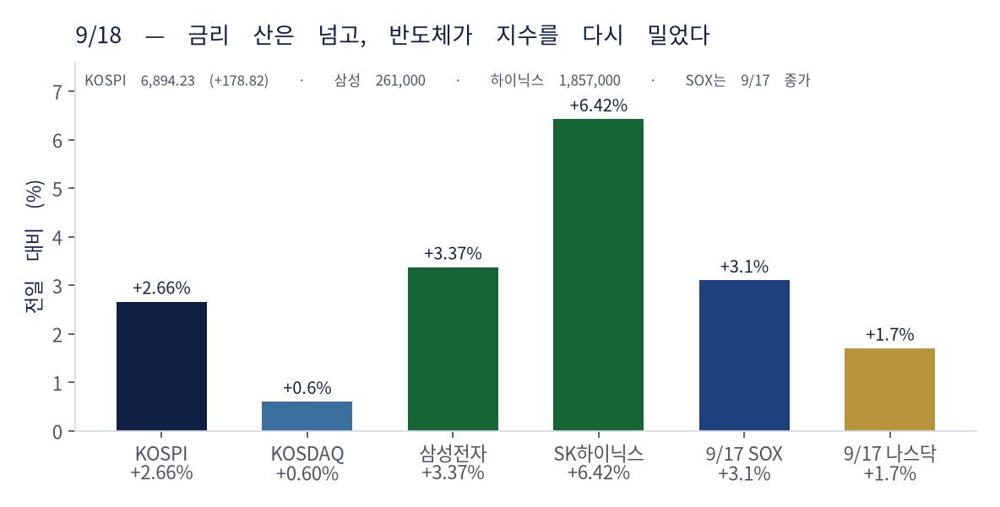 9/18 — 금리 산은 넘고, 반도체가 지수를 다시 밀었다
KOSPI 6,894.23 (+178.82) · 삼성 261,000 · 하이닉스 1,857,000 · SOX는 9/17 종가
전일 대비 (%)
7
6
5
4
3
2
1
0
+2.66%
+0.6%
+3.37%
+6.42%
+3.1%
+1.7%
KOSPI
+2.66%
KOSDAQ
+0.60%
삼성전자
+3.37%
SK하이닉스
+6.42%
9/17 SOX
+3.1%
9/17 나스닥
+1.7%